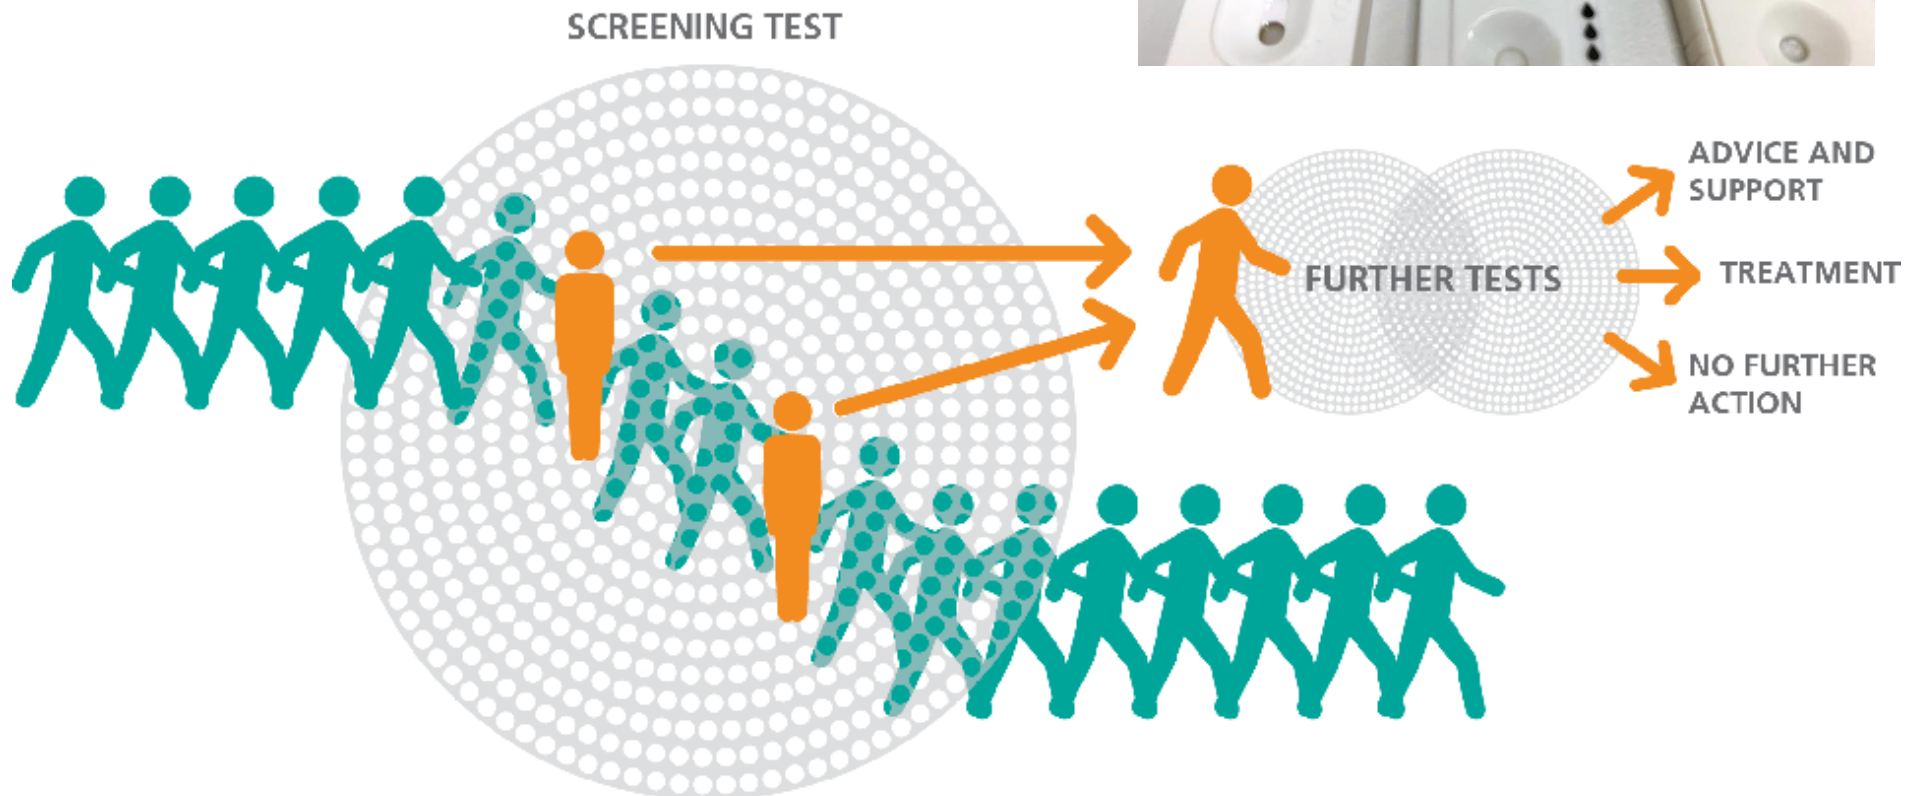 SCREENING TEST
FURTHER TESTS
ADVICE AND
SUPPORT
TREATMENT
NO FURTHER
ACTION